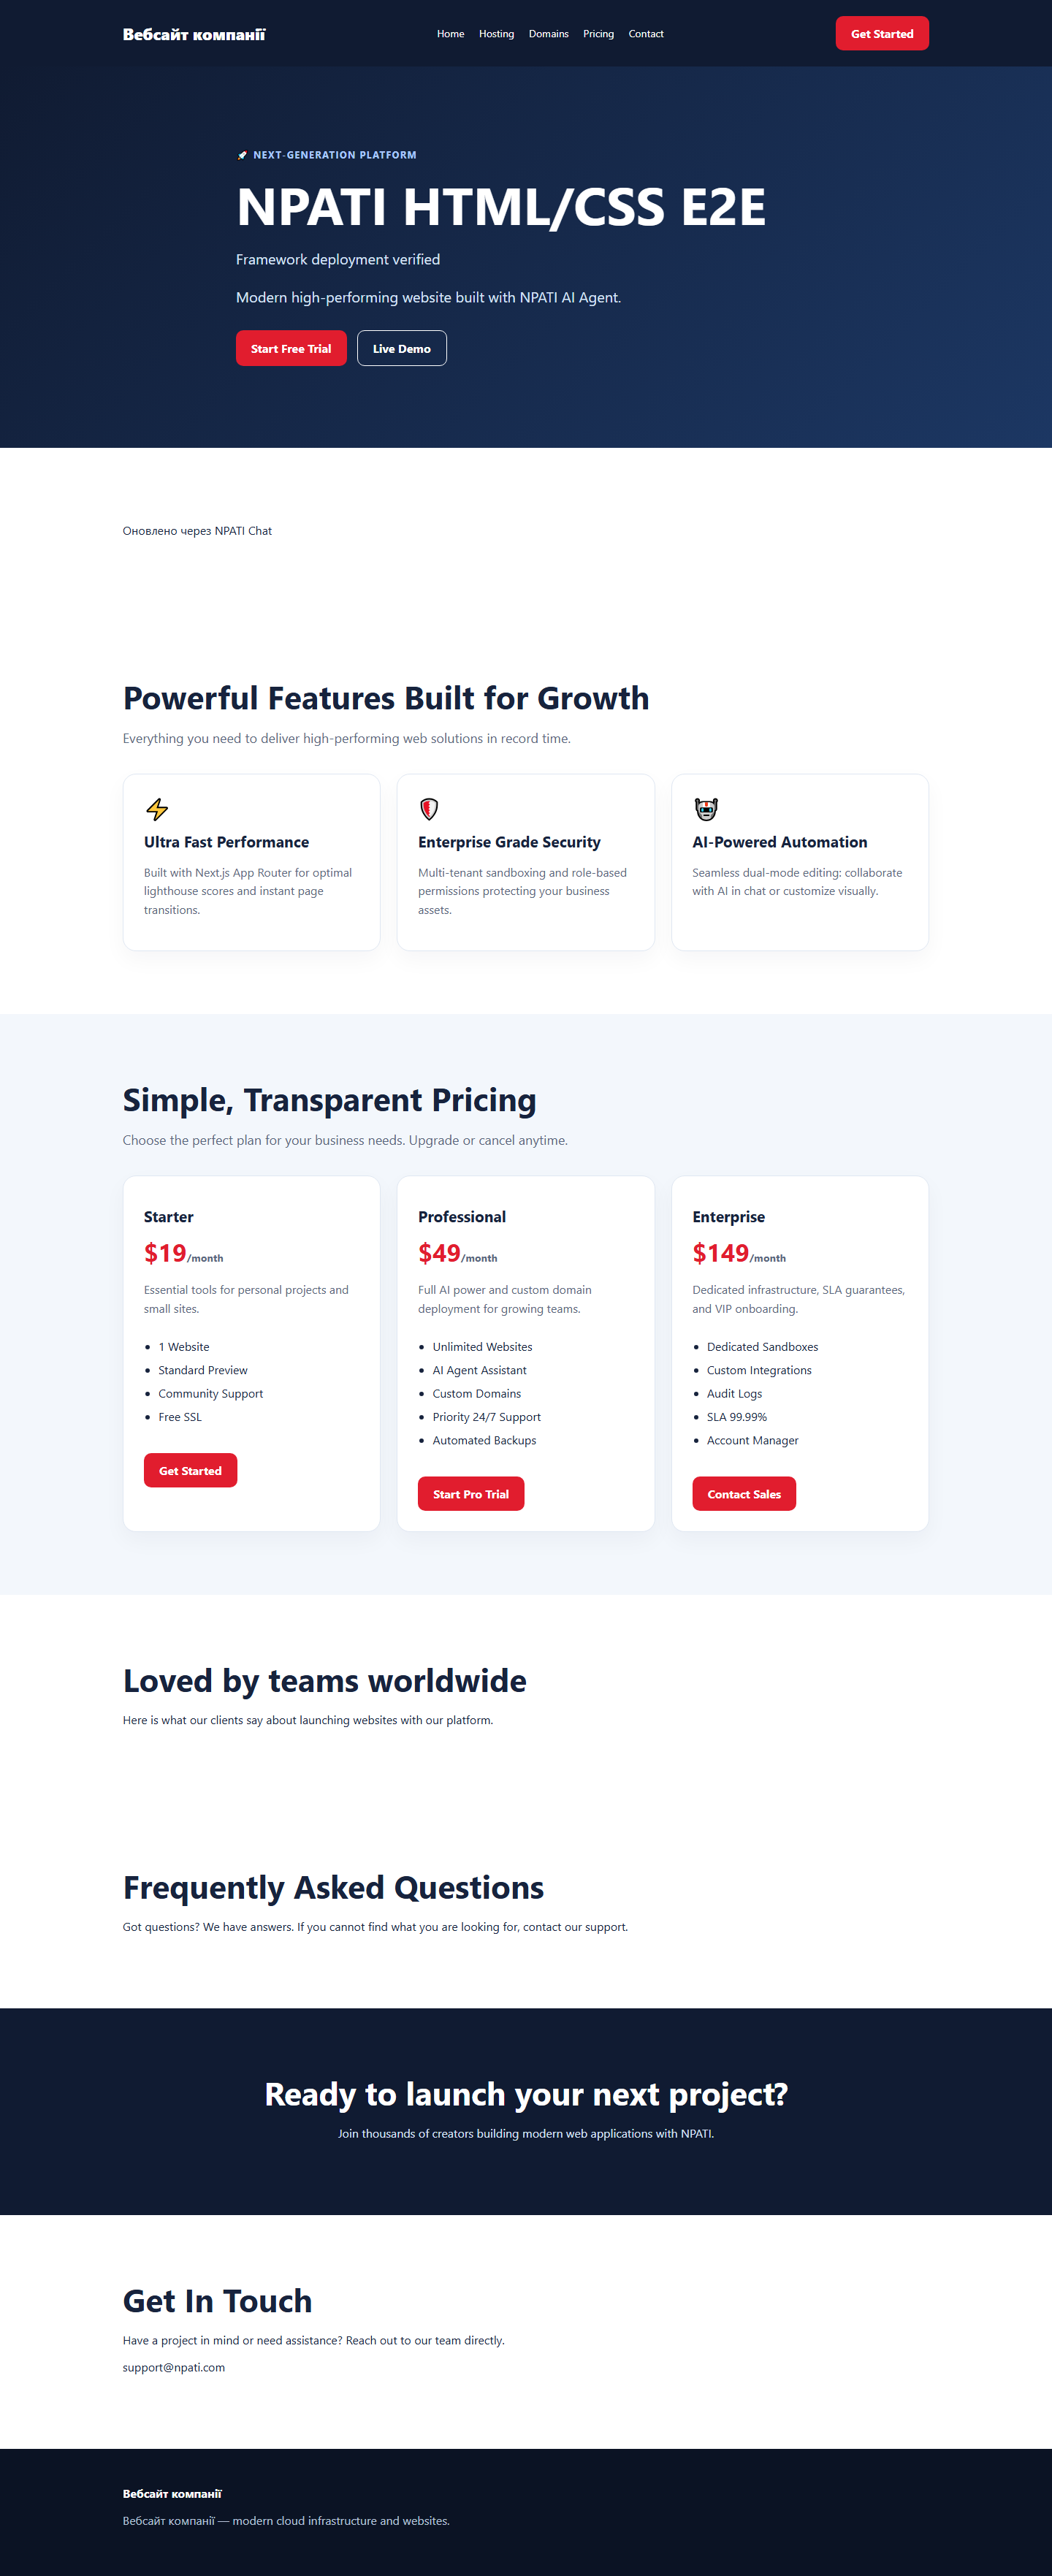 Вебсайт компанії
Home Hosting Domains Pricing Contact
Get Started
🚀 NEXT-GENERATION PLATFORM
NPATI HTML/CSS E2E
Framework deployment verified
Modern high-performing website built with NPATI AI Agent.
Start Free Trial
Live Demo
Оновлено через NPATI Chat
Powerful Features Built for Growth
Everything you need to deliver high-performing web solutions in record time.
Ultra Fast Performance
Built with Next.js App Router for optimal
lighthouse scores and instant page
transitions.
Enterprise Grade Security
Multi-tenant sandboxing and role-based
permissions protecting your business
assets.
AI-Powered Automation
Seamless dual-mode editing: collaborate
with AI in chat or customize visually.
Simple, Transparent Pricing
Choose the perfect plan for your business needs. Upgrade or cancel anytime.
Starter
$19/month
Essential tools for personal projects and
small sites.
• 1 Website
• Standard Preview
• Community Support
• Free SSL
Get Started
Professional
$49/month
Full AI power and custom domain
deployment for growing teams.
• Unlimited Websites
• AI Agent Assistant
• Custom Domains
• Priority 24/7 Support
• Automated Backups
Start Pro Trial
Enterprise
$149/month
Dedicated infrastructure, SLA guarantees,
and VIP onboarding.
• Dedicated Sandboxes
• Custom Integrations
• Audit Logs
• SLA 99.99%
• Account Manager
Contact Sales
Loved by teams worldwide
Here is what our clients say about launching websites with our platform.
Frequently Asked Questions
Got questions? We have answers. If you cannot find what you are looking for, contact our support.
Ready to launch your next project?
Join thousands of creators building modern web applications with NPATI.
Get In Touch
Have a project in mind or need assistance? Reach out to our team directly.
support@npati.com
Вебсайт компанії
Вебсайт компанії — modern cloud infrastructure and websites.